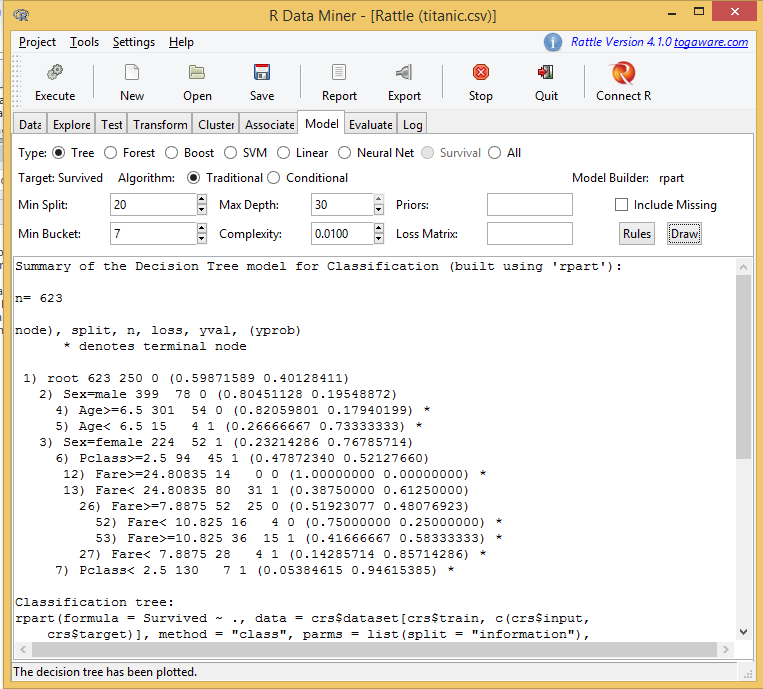 R Data Miner - [Rattle (titanic.csv)]
Project Tools Settings Help Rattle Version 4.1.0 togaware.com
Execute New Open Save Report Export Stop Quit Connect R
Data Explore Test Transform Cluster Associate Model Evaluate Log
Type: Tree Forest Boost SVM Linear Neural Net Survival All
Target: Survived Algorithm: Traditional Conditional Model Builder: rpart
Min Split: 20 Max Depth: 30 Priors: Include Missing
Min Bucket: 7 Complexity: 0.0100 Loss Matrix: Rules Draw
Summary of the Decision Tree model for Classification (built using 'rpart'):
n= 623
node), split, n, loss, yval, (yprob)
* denotes terminal node
1) root 623 250 0 (0.59871589 0.40128411)
2) Sex=male 399 78 0 (0.80451128 0.19548872)
4) Age>=6.5 301 54 0 (0.82059801 0.17940199) *
5) Age< 6.5 15 4 1 (0.26666667 0.73333333) *
3) Sex=female 224 52 1 (0.23214286 0.76785714)
6) Pclass>=2.5 94 45 1 (0.47872340 0.52127660)
12) Fare>=24.80835 14 0 0 (1.00000000 0.00000000) *
13) Fare< 24.80835 80 31 1 (0.38750000 0.61250000)
26) Fare>=7.8875 52 25 0 (0.51923077 0.48076923)
52) Fare< 10.825 16 4 0 (0.75000000 0.25000000) *
53) Fare>=10.825 36 15 1 (0.41666667 0.58333333) *
27) Fare< 7.8875 28 4 1 (0.14285714 0.85714286) *
7) Pclass< 2.5 130 7 1 (0.05384615 0.94615385) *
Classification tree:
rpart(formula = Survived ~ ., data = crs$dataset[crs$train, c(crs$input,
crs$target)], method = "class", parms = list(split = "information"),
The decision tree has been plotted.